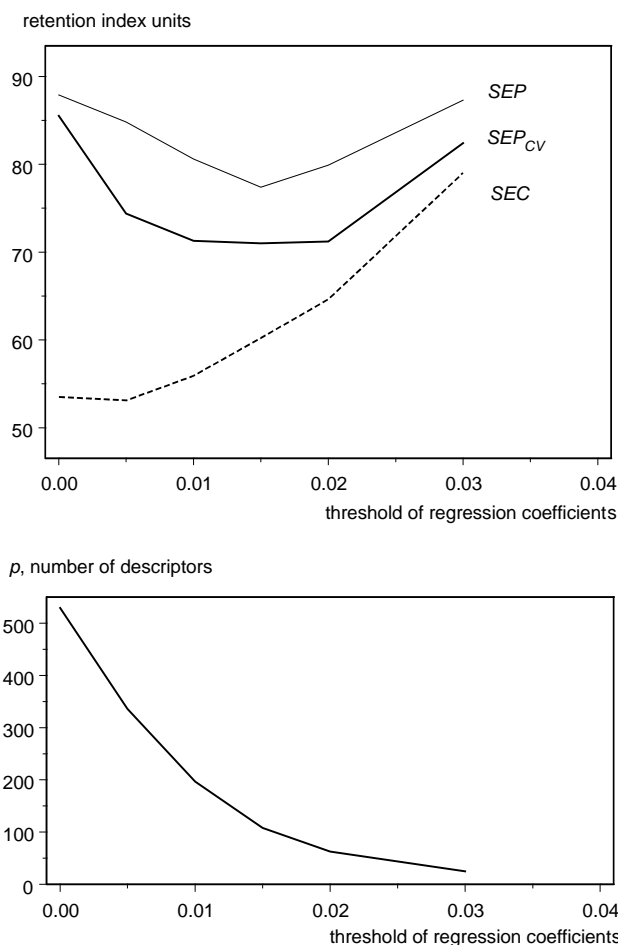 retention index units
90
SEP
SEP_CV
80
SEC
70
60
50
0.00 0.01 0.02 0.03 0.04
threshold of regression coefficients
p, number of descriptors
500
400
300
200
100
0
0.00 0.01 0.02 0.03 0.04
threshold of regression coefficients